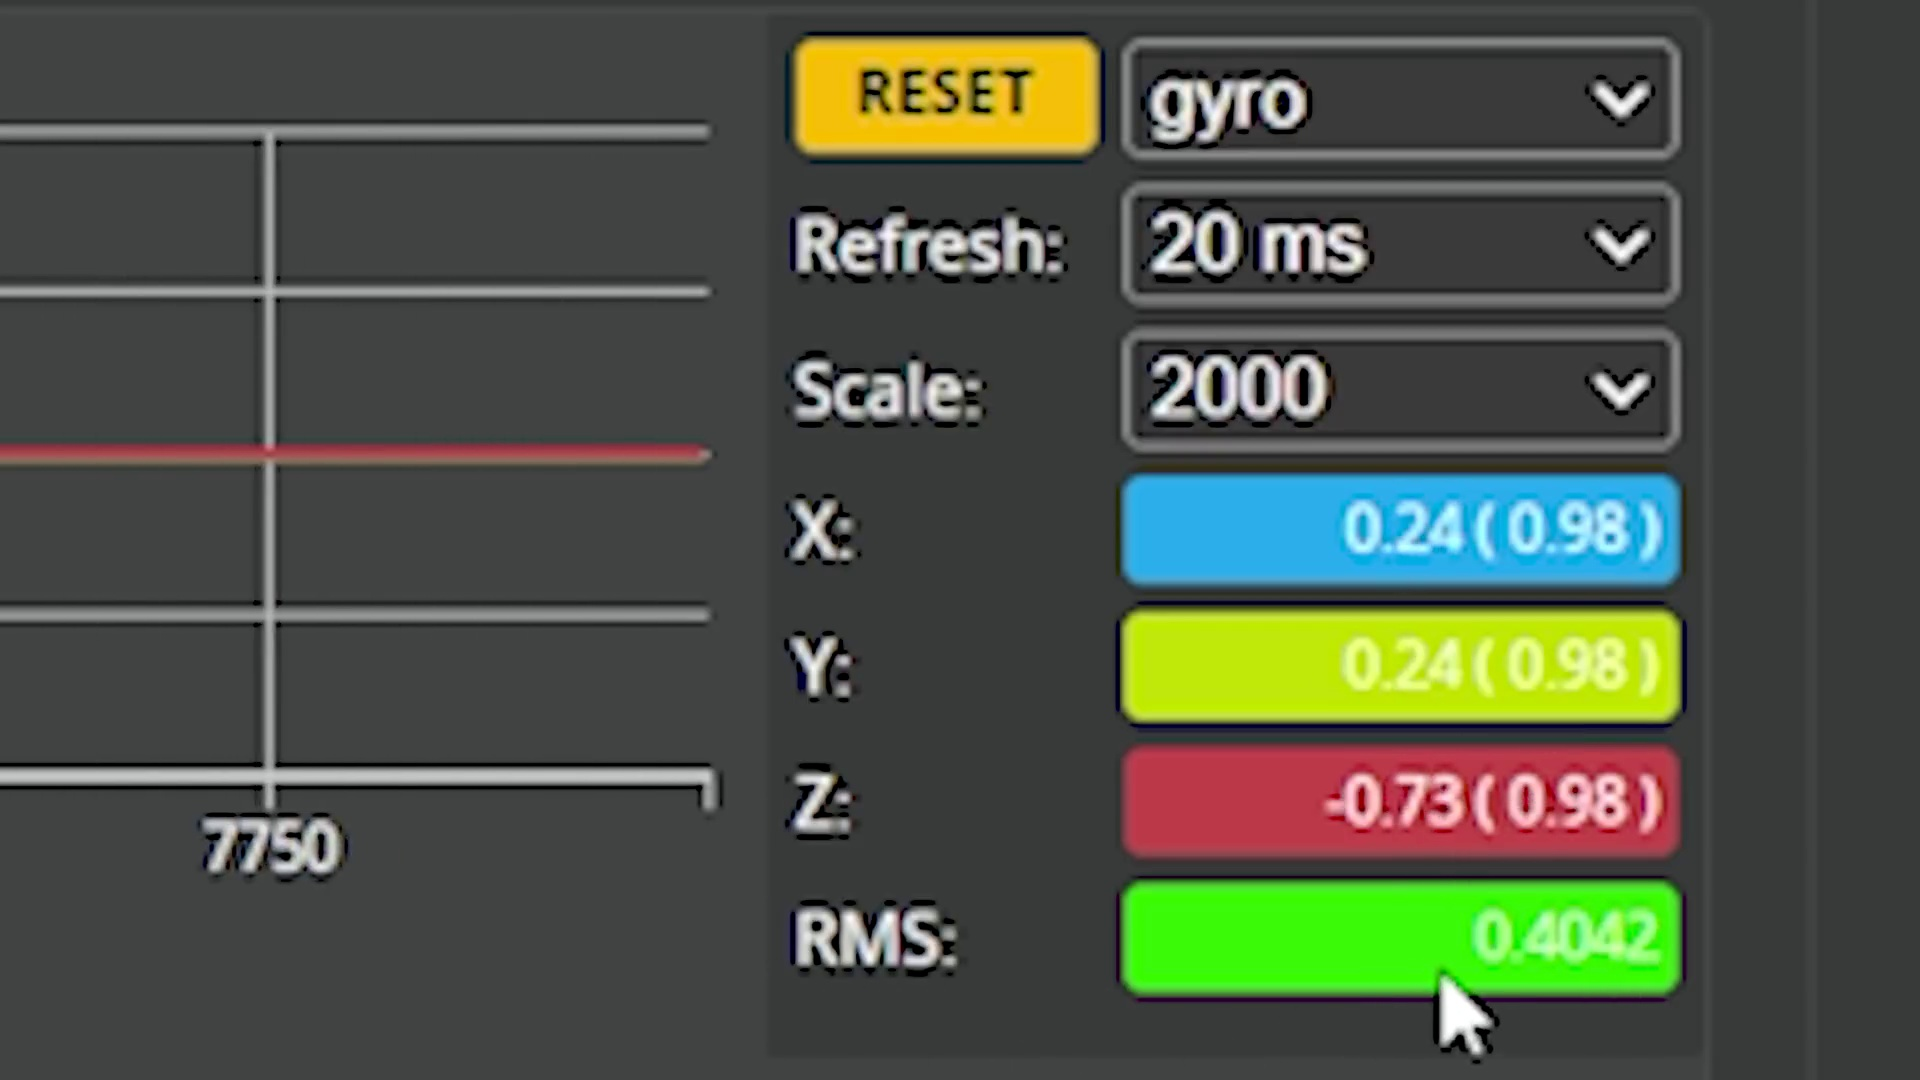 RESET gyro
Refresh: 20 ms
Scale: 2000
X: 0.24 ( 0.98 )
Y: 0.24 ( 0.98 )
Z: -0.73 ( 0.98 )
7750
RMS: 0.4042